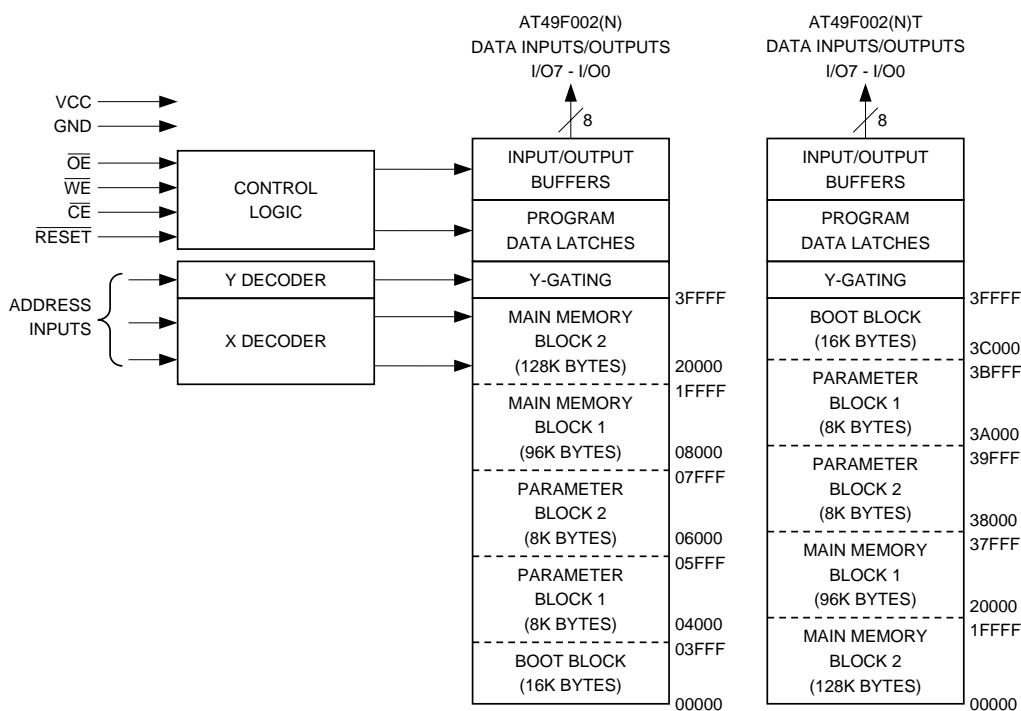 AT49F002(N)
DATA INPUTS/OUTPUTS
I/O7 - I/O0
AT49F002(N)T
DATA INPUTS/OUTPUTS
I/O7 - I/O0
8
8
VCC
GND
OE
WE
CE
RESET
CONTROL
LOGIC
ADDRESS
INPUTS
Y DECODER
X DECODER
INPUT/OUTPUT
BUFFERS
PROGRAM
DATA LATCHES
Y-GATING
3FFFF
MAIN MEMORY
BLOCK 2
(128K BYTES)
20000
1FFFF
MAIN MEMORY
BLOCK 1
(96K BYTES)
08000
07FFF
PARAMETER
BLOCK 2
(8K BYTES)
06000
05FFF
PARAMETER
BLOCK 1
(8K BYTES)
04000
03FFF
BOOT BLOCK
(16K BYTES)
00000
INPUT/OUTPUT
BUFFERS
PROGRAM
DATA LATCHES
Y-GATING
3FFFF
BOOT BLOCK
(16K BYTES)
3C000
3BFFF
PARAMETER
BLOCK 1
(8K BYTES)
3A000
39FFF
PARAMETER
BLOCK 2
(8K BYTES)
38000
37FFF
MAIN MEMORY
BLOCK 1
(96K BYTES)
20000
1FFFF
MAIN MEMORY
BLOCK 2
(128K BYTES)
00000